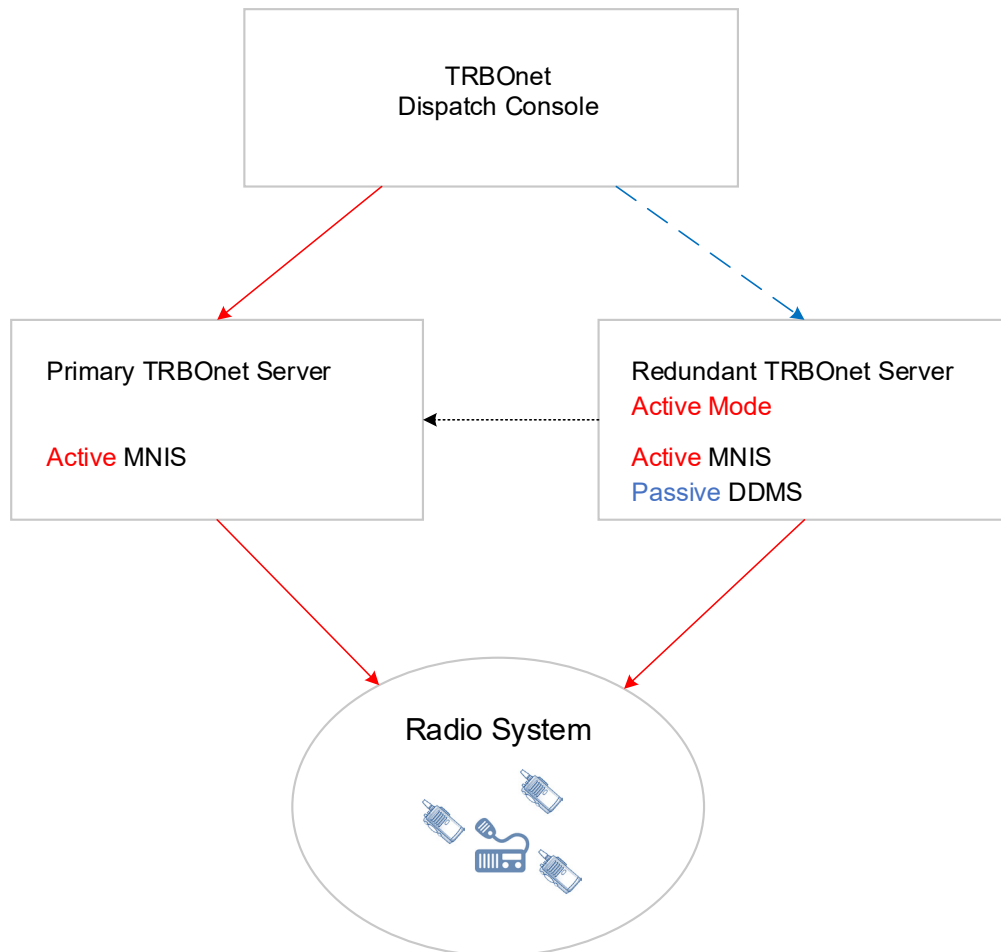 TRBOnet
Dispatch Console
Primary TRBOnet Server
Active MNIS
Redundant TRBOnet Server
Active Mode
Active MNIS
Passive DDMS
Radio System